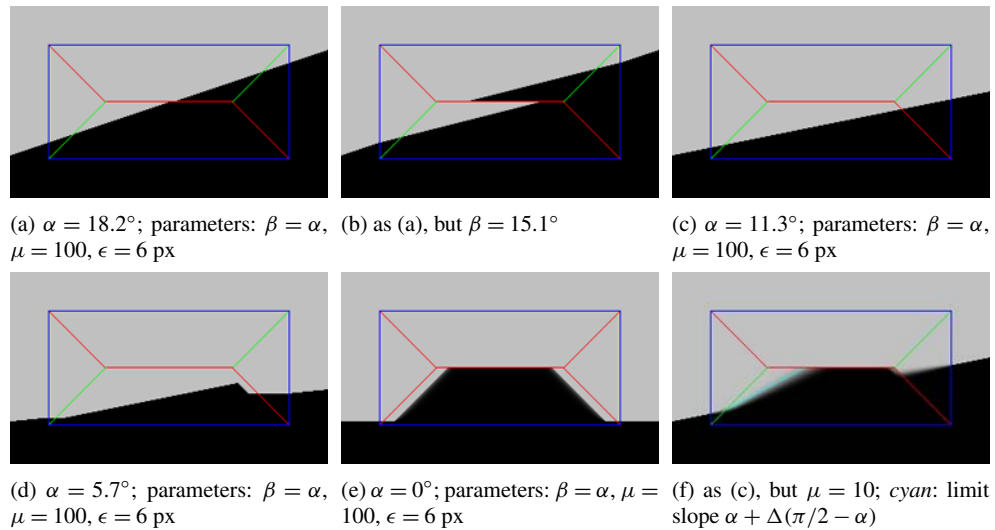 (a) α = 18.2°; parameters: β = α,
μ = 100, ϵ = 6 px
(b) as (a), but β = 15.1°
(c) α = 11.3°; parameters: β = α,
μ = 100, ϵ = 6 px
(d) α = 5.7°; parameters: β = α,
μ = 100, ϵ = 6 px
(e) α = 0°; parameters: β = α, μ =
100, ϵ = 6 px
(f) as (c), but μ = 10; cyan: limit
slope α + Δ(π/2 − α)